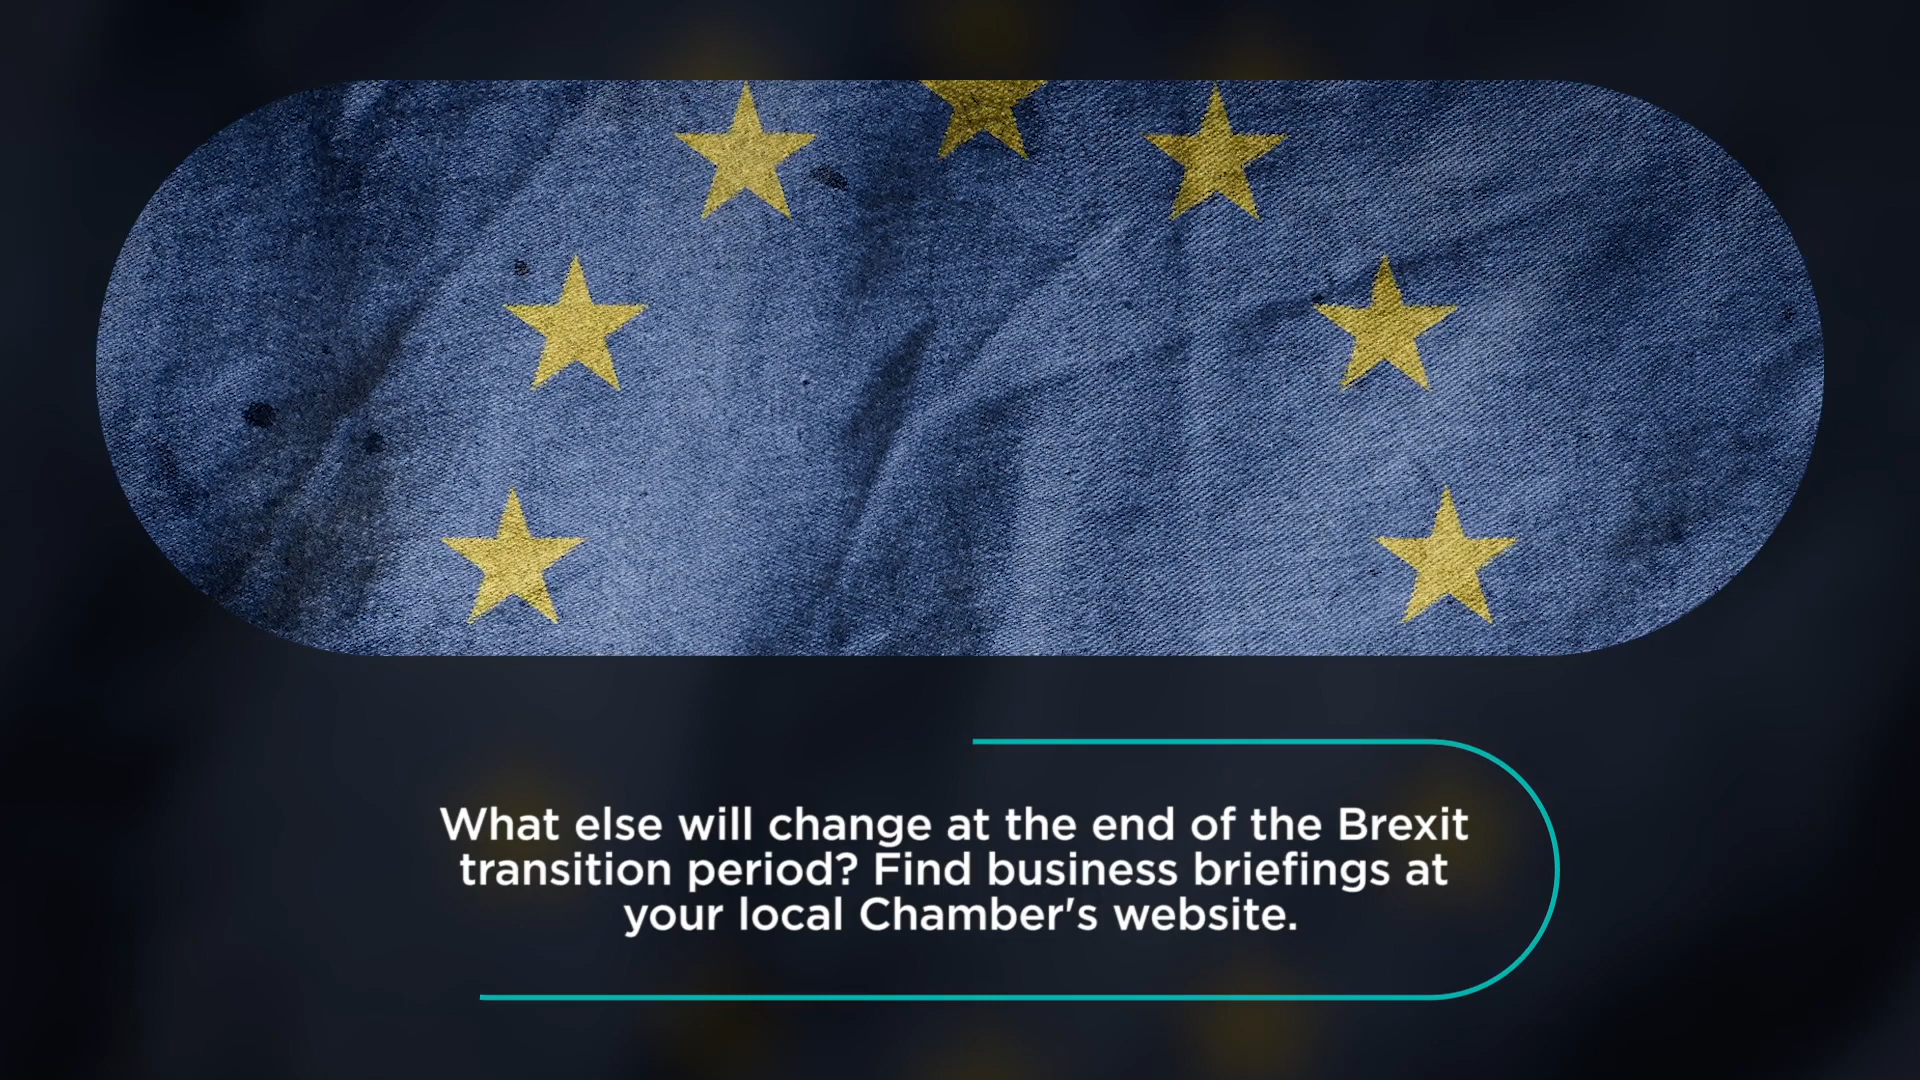 What else will change at the end of the Brexit
transition period? Find business briefings at
your local Chamber's website.